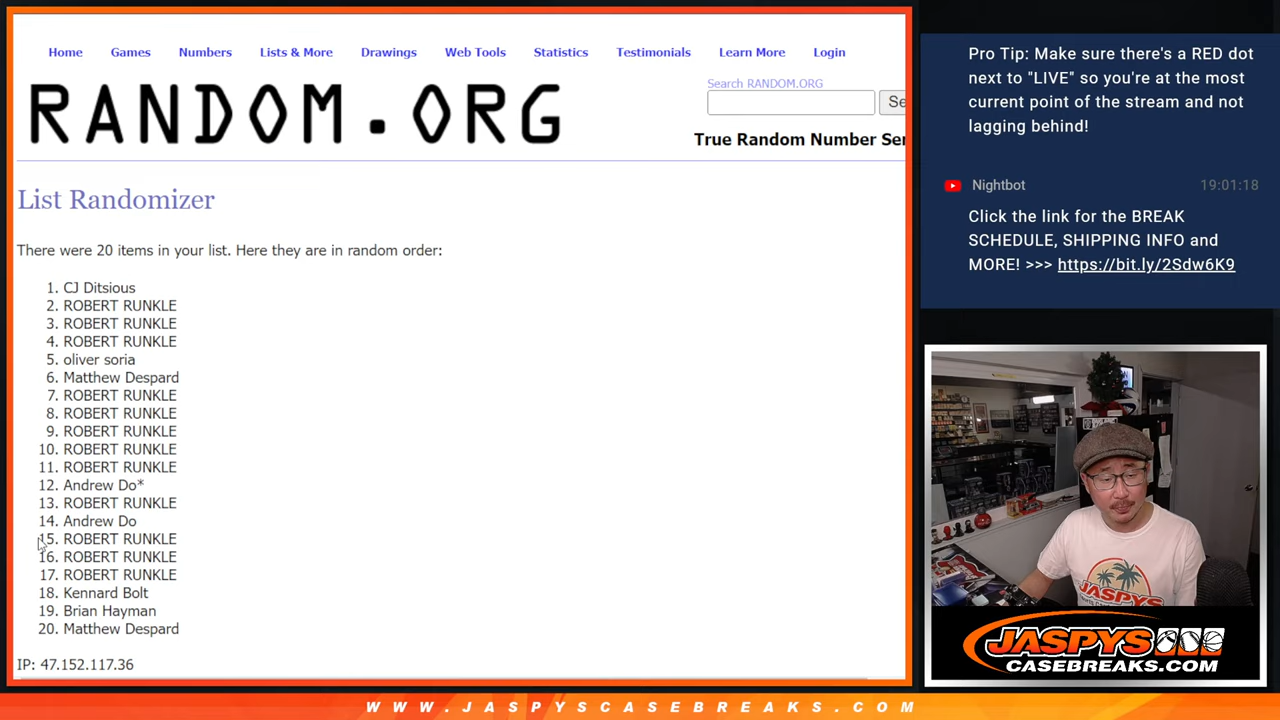 Home Games Numbers Lists & More Drawings Web Tools Statistics Testimonials Learn More Login
RANDOM.ORG
Search RANDOM.ORG
Se
True Random Number Ser
List Randomizer
There were 20 items in your list. Here they are in random order:
1. CJ Ditsious
2. ROBERT RUNKLE
3. ROBERT RUNKLE
4. ROBERT RUNKLE
5. oliver soria
6. Matthew Despard
7. ROBERT RUNKLE
8. ROBERT RUNKLE
9. ROBERT RUNKLE
10. ROBERT RUNKLE
11. ROBERT RUNKLE
12. Andrew Do*
13. ROBERT RUNKLE
14. Andrew Do
15. ROBERT RUNKLE
16. ROBERT RUNKLE
17. ROBERT RUNKLE
18. Kennard Bolt
19. Brian Hayman
20. Matthew Despard
IP: 47.152.117.36
Pro Tip: Make sure there's a RED dot
next to "LIVE" so you're at the most
current point of the stream and not
lagging behind!
Nightbot 19:01:18
Click the link for the BREAK
SCHEDULE, SHIPPING INFO and
MORE! >>> https://bit.ly/2Sdw6K9
JASPYS
JASPYS
CASEBREAKS.COM
WWW.JASPYSCASEBREAKS.COM